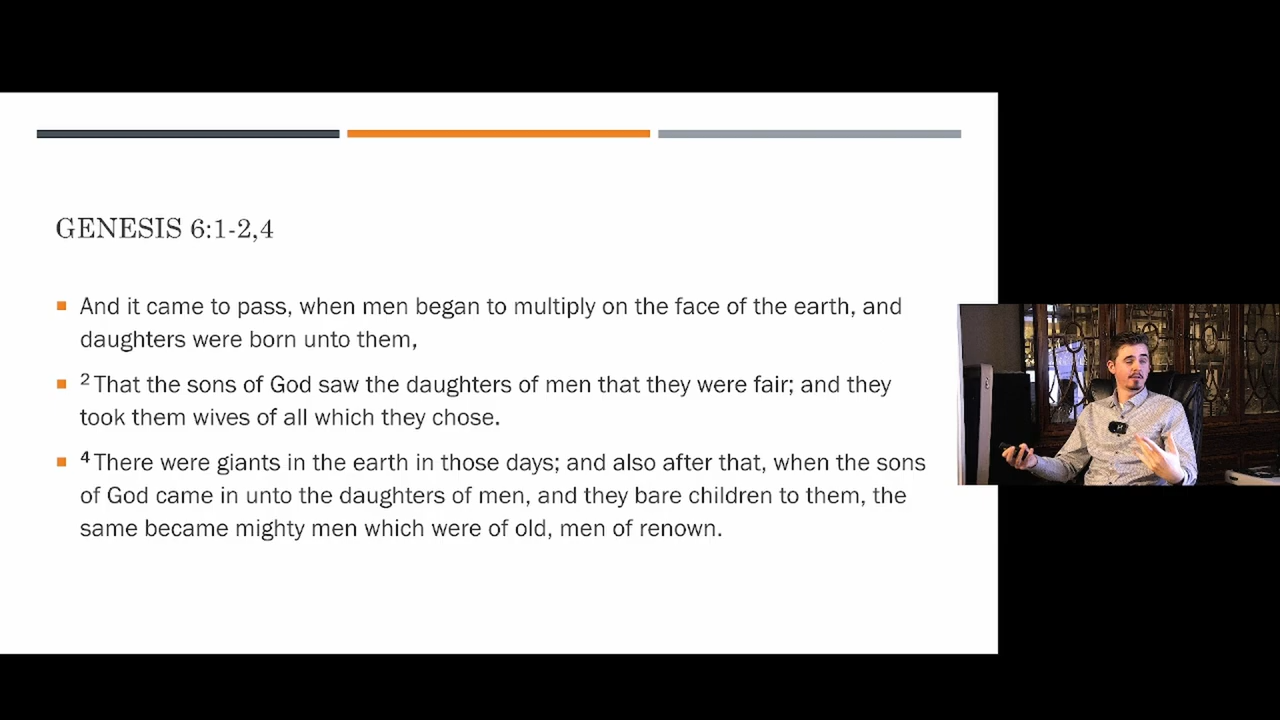 GENESIS 6:1-2,4
And it came to pass, when men began to multiply on the face of the earth, and
daughters were born unto them,
2 That the sons of God saw the daughters of men that they were fair; and they
took them wives of all which they chose.
4 There were giants in the earth in those days; and also after that, when the sons
of God came in unto the daughters of men, and they bare children to them, the
same became mighty men which were of old, men of renown.